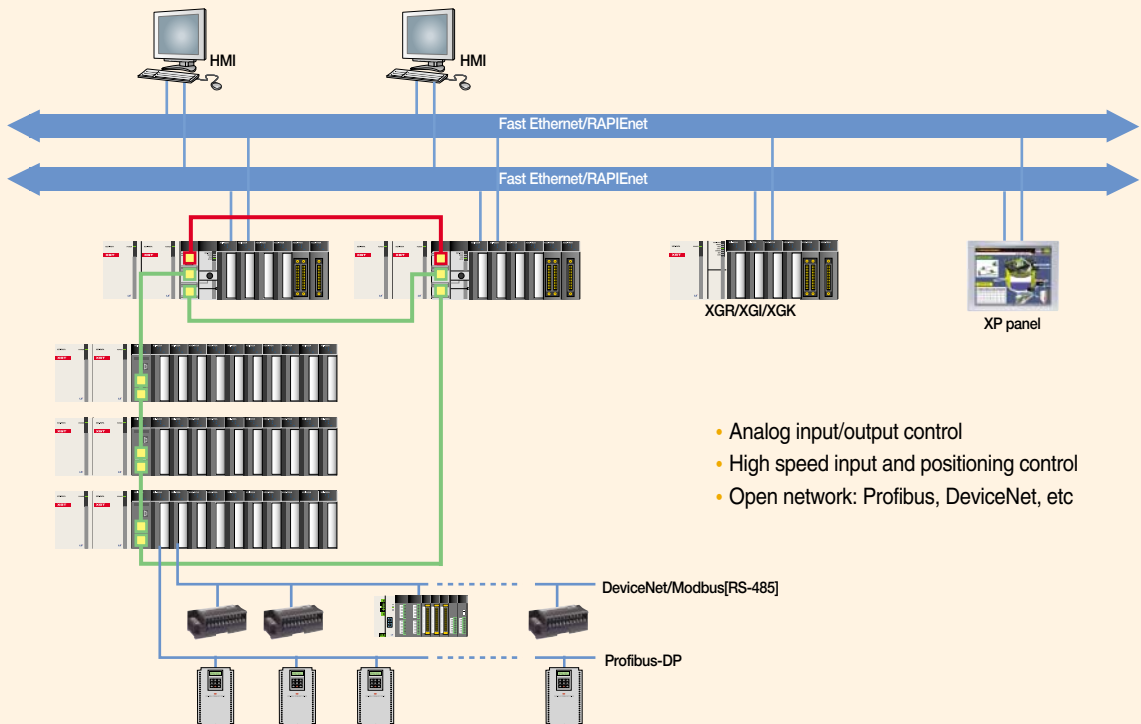 HMI
HMI
Fast Ethernet/RAPIEnet
Fast Ethernet/RAPIEnet
XGR/XGI/XGK
XP panel
• Analog input/output control
• High speed input and positioning control
• Open network: Profibus, DeviceNet, etc
DeviceNet/Modbus[RS-485]
Profibus-DP